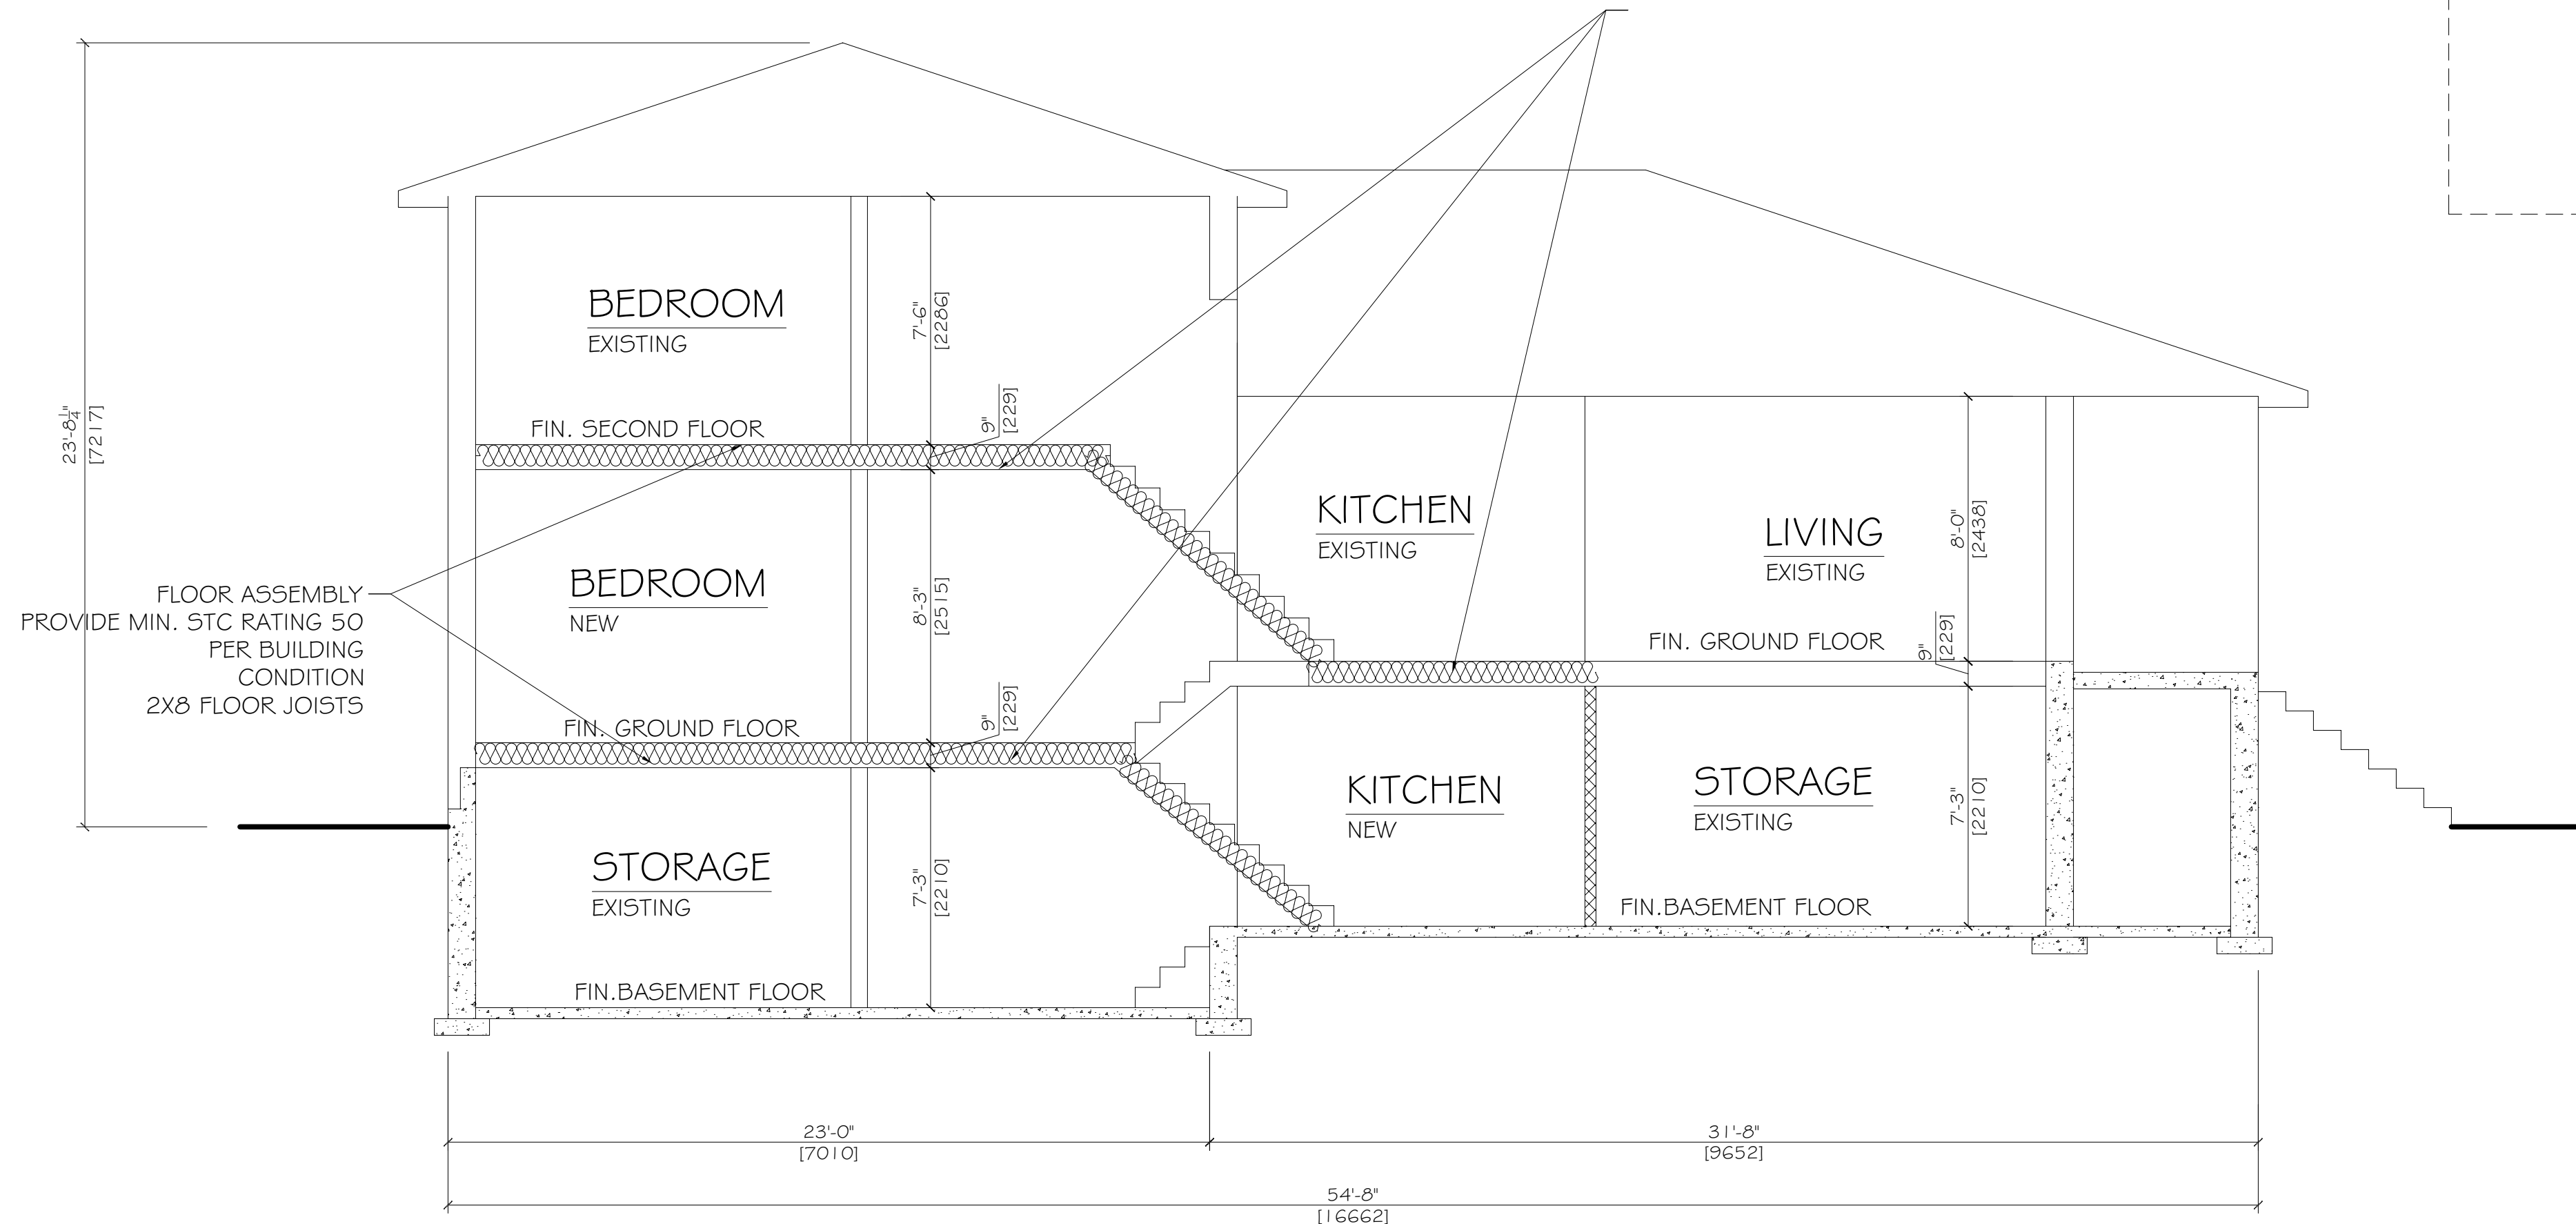 BEDROOM
EXISTING
7'-6"
[2286]
23'-8 1/4"
[7217]
FIN. SECOND FLOOR
9"
[229]
KITCHEN
EXISTING
LIVING
EXISTING
8'-0"
[2438]
BEDROOM
NEW
8'-3"
[2515]
FLOOR ASSEMBLY
PROVIDE MIN. STC RATING 50
PER BUILDING
CONDITION
2X8 FLOOR JOISTS
FIN. GROUND FLOOR
9"
[229]
FIN. GROUND FLOOR
9"
[229]
KITCHEN
NEW
STORAGE
EXISTING
7'-3"
[2210]
STORAGE
EXISTING
7'-3"
[2210]
FIN.BASEMENT FLOOR
FIN.BASEMENT FLOOR
23'-0"
[7010]
31'-8"
[9652]
54'-8"
[16662]